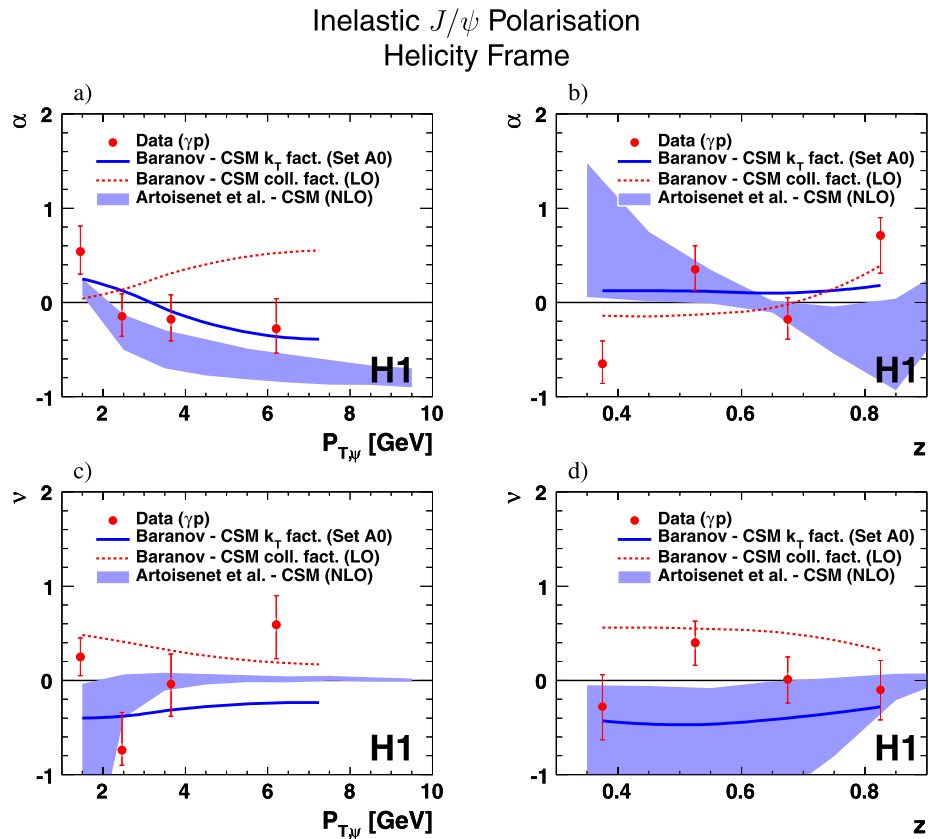 Inelastic J/ψ Polarisation
Helicity Frame
a)
α
2
1
0
-1
Data (γp)
Baranov - CSM kT fact. (Set A0)
Baranov - CSM coll. fact. (LO)
Artoisenet et al. - CSM (NLO)
H1
2 4 6 8 10
PT,ψ [GeV]
b)
α
2
1
0
-1
Data (γp)
Baranov - CSM kT fact. (Set A0)
Baranov - CSM coll. fact. (LO)
Artoisenet et al. - CSM (NLO)
H1
0.4 0.6 0.8
z
c)
ν
2
1
0
-1
Data (γp)
Baranov - CSM kT fact. (Set A0)
Baranov - CSM coll. fact. (LO)
Artoisenet et al. - CSM (NLO)
H1
2 4 6 8 10
PT,ψ [GeV]
d)
ν
2
1
0
-1
Data (γp)
Baranov - CSM kT fact. (Set A0)
Baranov - CSM coll. fact. (LO)
Artoisenet et al. - CSM (NLO)
H1
0.4 0.6 0.8
z